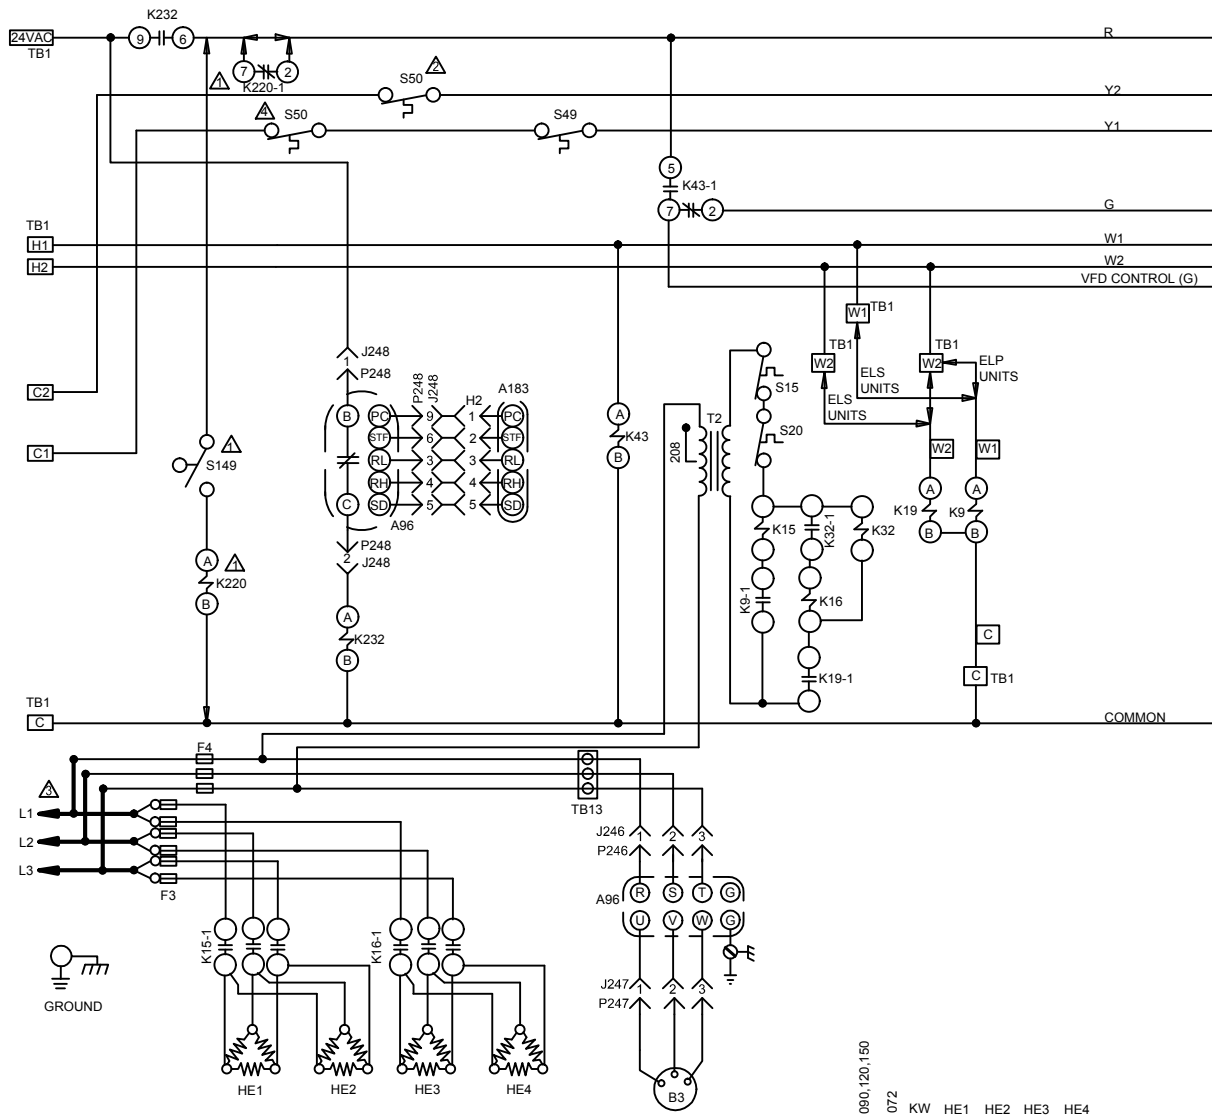 K232
24VAC
9
6
R
TB1
7
2
1
K220-1
S50
2
Y2
4
S50
S49
Y1
5
K43-1
7
2
G
TB1
H1
W1
H2
W2
VFD CONTROL (G)
W1
TB1
TB1
TB1
W2
W2
ELP
UNITS
ELS
UNITS
ELS
UNITS
1
J248
P248
P248
J248
H2
A183
S15
C2
B
PC
9
1
PC
A
T2
STF
6
2
STF
K43
S20
C1
208
RL
3
3
RL
B
W2
W1
S149
1
RH
4
4
RH
C
SD
5
5
SD
A
A
A96
K19
K9
K15
K32-1
K32
B
B
P248
2
J248
A
1
K220
B
K9-1
K16
A
K232
B
C
K19-1
C
TB1
TB1
C
COMMON
F4
3
L1
TB13
L2
J246
1
2
3
P246
L3
F3
A96
R
S
T
G
U
V
W
G
K15-1
K16-1
GROUND
J247
1
2
3
P247
HE1
HE2
HE3
HE4
B3
090,120,150
072
KW
HE1
HE2
HE3
HE4